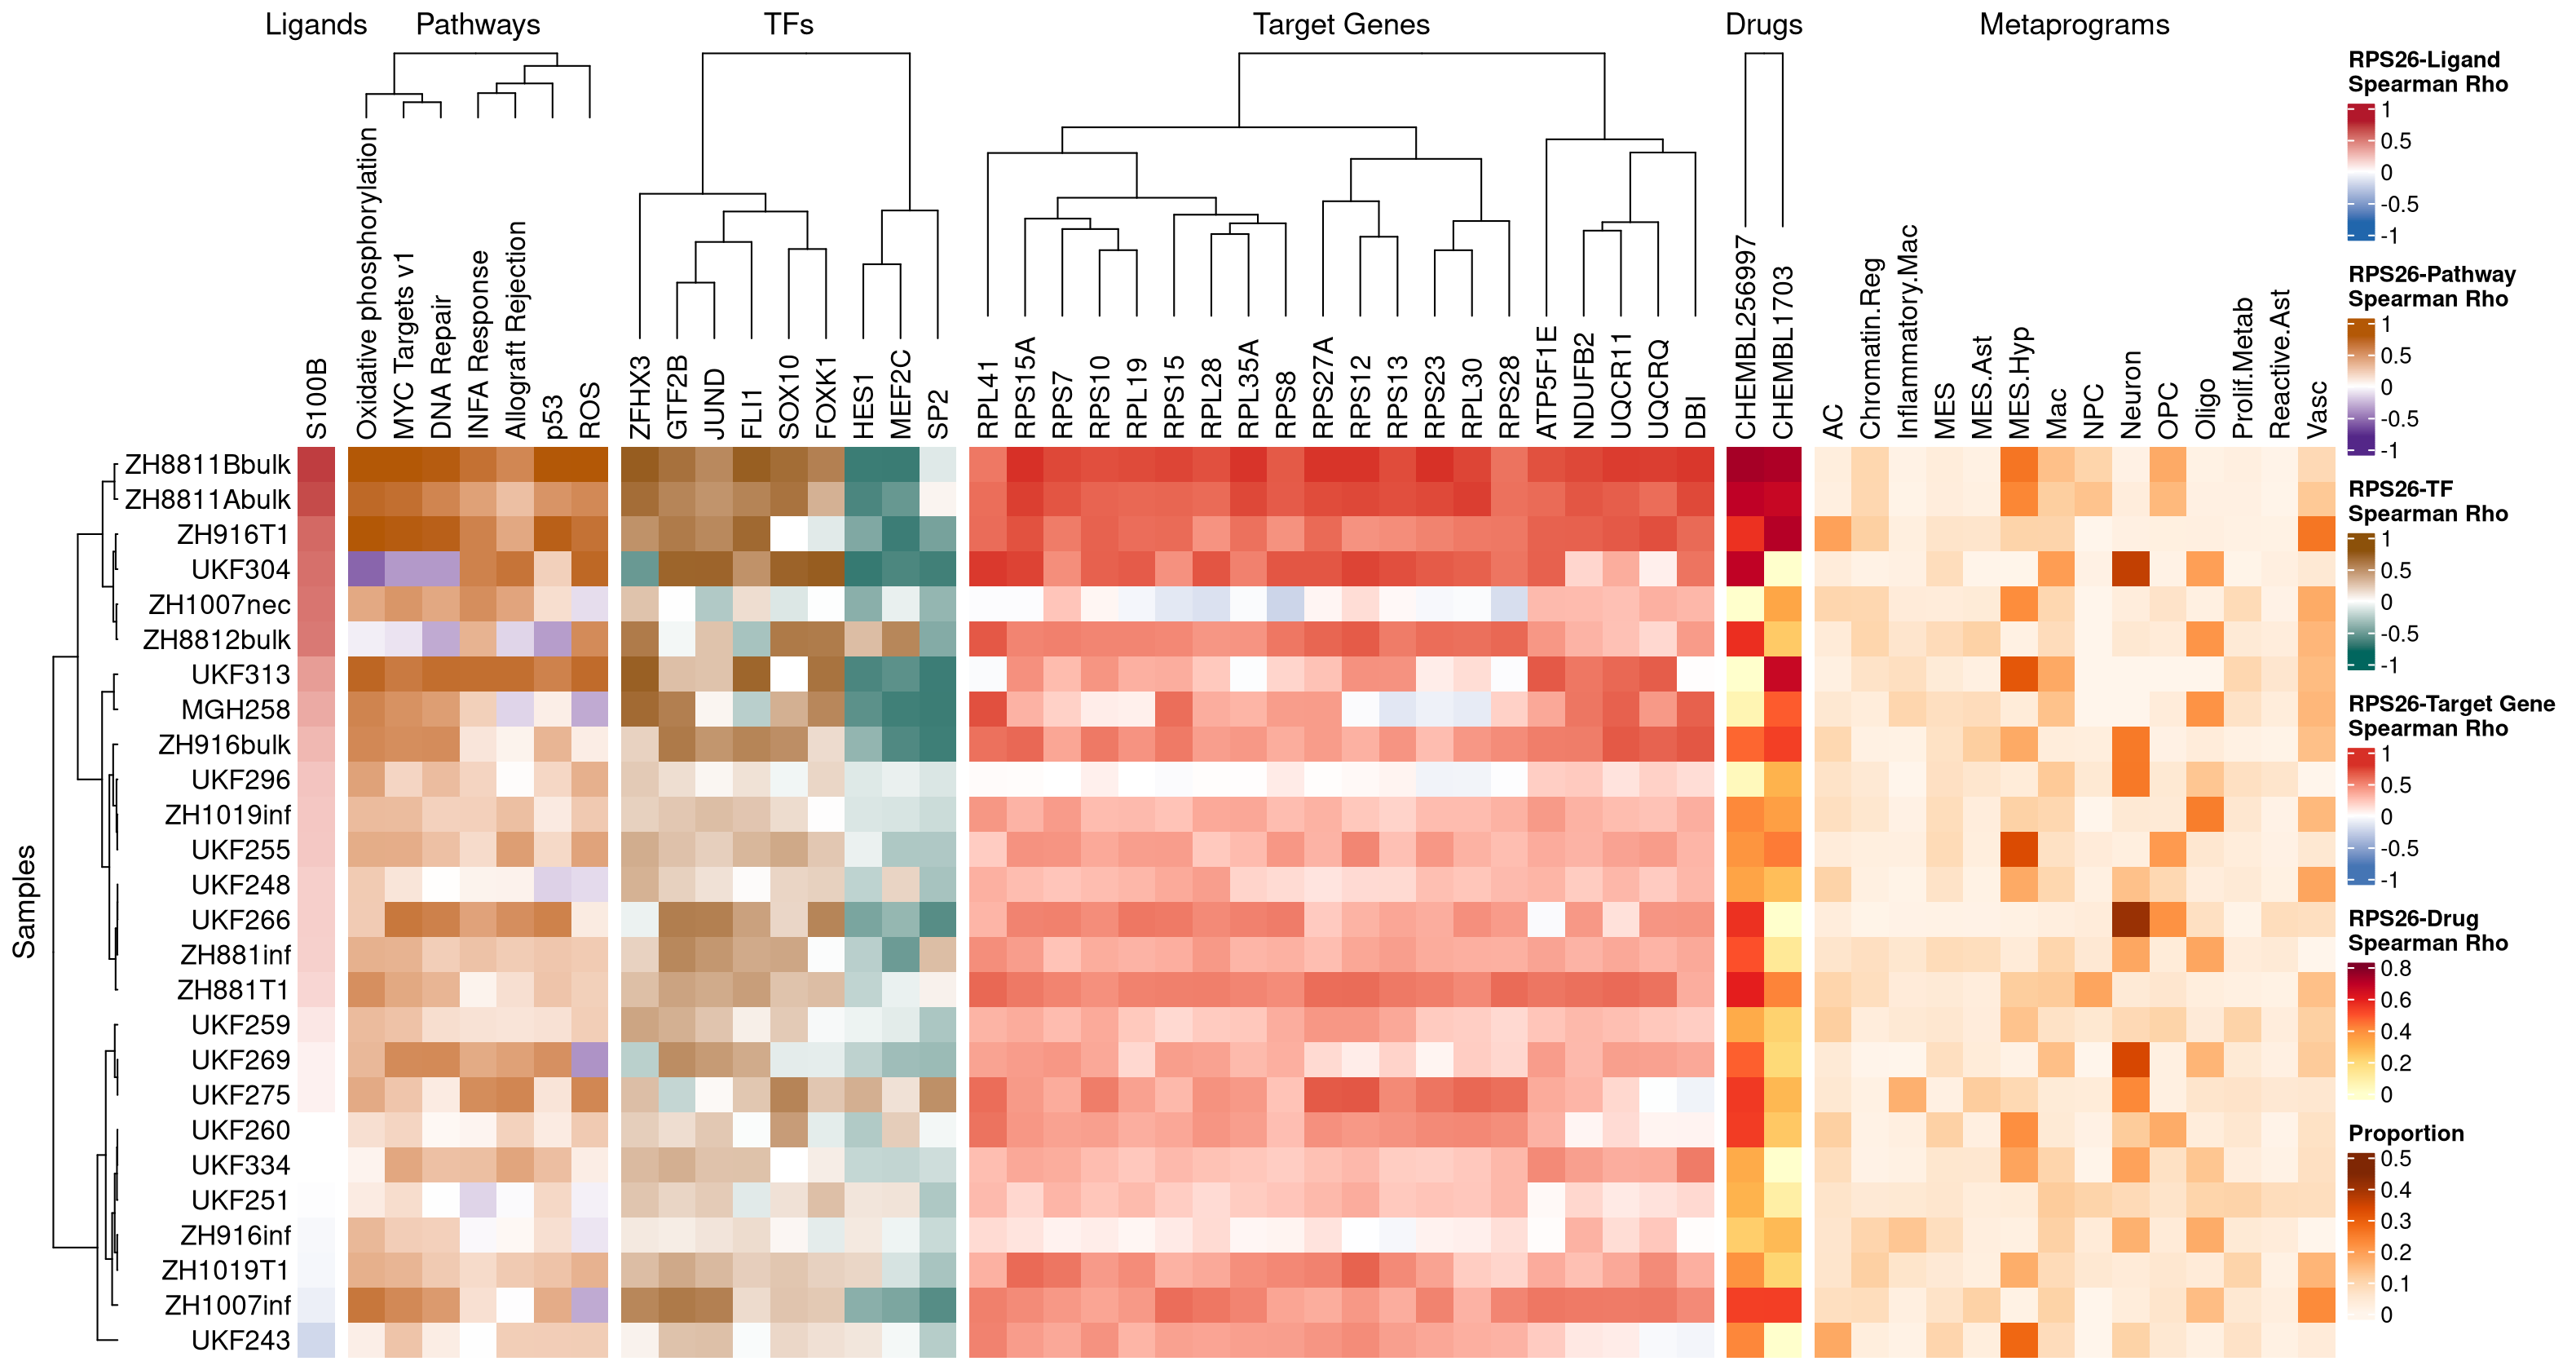 Ligands Pathways TFs Target Genes Drugs Metaprograms
S100B
Oxidative phosphorylation
MYC Targets v1
DNA Repair
INFA Response
Allograft Rejection
p53
ROS
ZFHX3
GTF2B
JUND
FLI1
SOX10
FOXK1
HES1
MEF2C
SP2
RPL41
RPS15A
RPS7
RPS10
RPL19
RPS15
RPL28
RPL35A
RPS8
RPS27A
RPS12
RPS13
RPS23
RPL30
RPS28
ATP5F1E
NDUFB2
UQCR11
UQCRQ
DBI
CHEMBL256997
CHEMBL1703
AC
Chromatin.Reg
Inflammatory.Mac
MES
MES.Ast
MES.Hyp
Mac
NPC
Neuron
OPC
Oligo
Prolif.Metab
Reactive.Ast
Vasc
Samples
ZH8811Bbulk
ZH8811Abulk
ZH916T1
UKF304
ZH1007nec
ZH8812bulk
UKF313
MGH258
ZH916bulk
UKF296
ZH1019inf
UKF255
UKF248
UKF266
ZH881inf
ZH881T1
UKF259
UKF269
UKF275
UKF260
UKF334
UKF251
ZH916inf
ZH1019T1
ZH1007inf
UKF243
RPS26-Ligand
Spearman Rho
1
0.5
0
-0.5
-1
RPS26-Pathway
Spearman Rho
1
0.5
0
-0.5
-1
RPS26-TF
Spearman Rho
1
0.5
0
-0.5
-1
RPS26-Target Gene
Spearman Rho
1
0.5
0
-0.5
-1
RPS26-Drug
Spearman Rho
0.8
0.6
0.4
0.2
0
Proportion
0.5
0.4
0.3
0.2
0.1
0